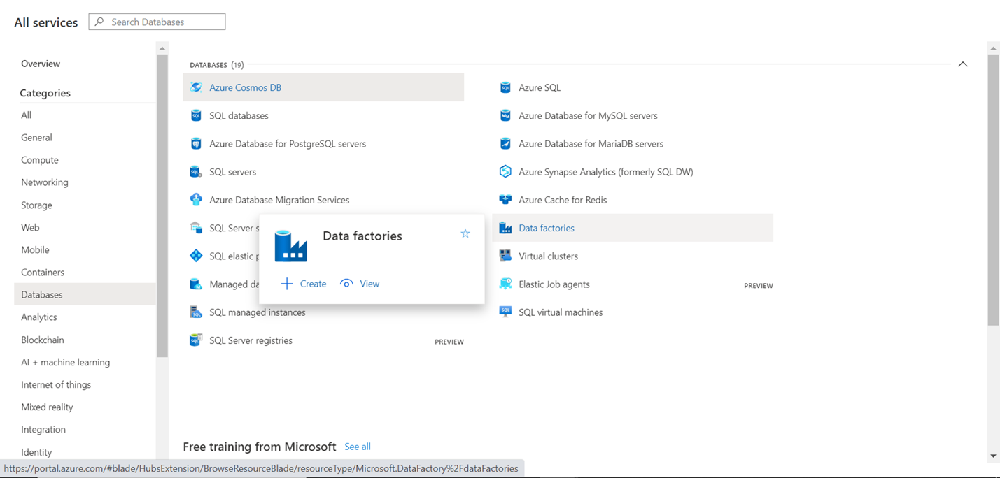 All services
Search Databases
Overview
Categories
All
General
Compute
Networking
Storage
Web
Mobile
Containers
Databases
Analytics
Blockchain
AI + machine learning
Internet of things
Mixed reality
Integration
Identity
DATABASES (19)
Azure Cosmos DB
Azure SQL
SQL databases
Azure Database for MySQL servers
Azure Database for PostgreSQL servers
Azure Database for MariaDB servers
SQL servers
Azure Synapse Analytics (formerly SQL DW)
Azure Database Migration Services
Azure Cache for Redis
SQL Server s
Data factories
SQL elastic p
Virtual clusters
Managed da
Elastic Job agents PREVIEW
SQL managed instances
SQL virtual machines
SQL Server registries PREVIEW
Data factories
Create View
Free training from Microsoft See all
https://portal.azure.com/#blade/HubsExtension/BrowseResourceBlade/resourceType/Microsoft.DataFactory%2FdataFactories